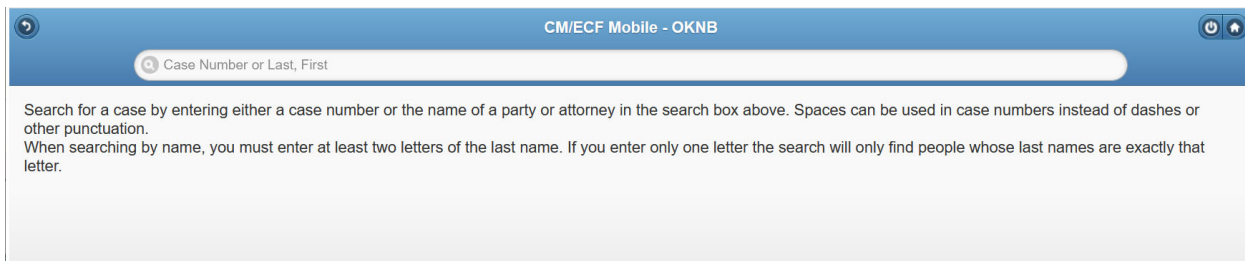 CM/ECF Mobile - OKNB
Case Number or Last, First
Search for a case by entering either a case number or the name of a party or attorney in the search box above. Spaces can be used in case numbers instead of dashes or
other punctuation.
When searching by name, you must enter at least two letters of the last name. If you enter only one letter the search will only find people whose last names are exactly that
letter.